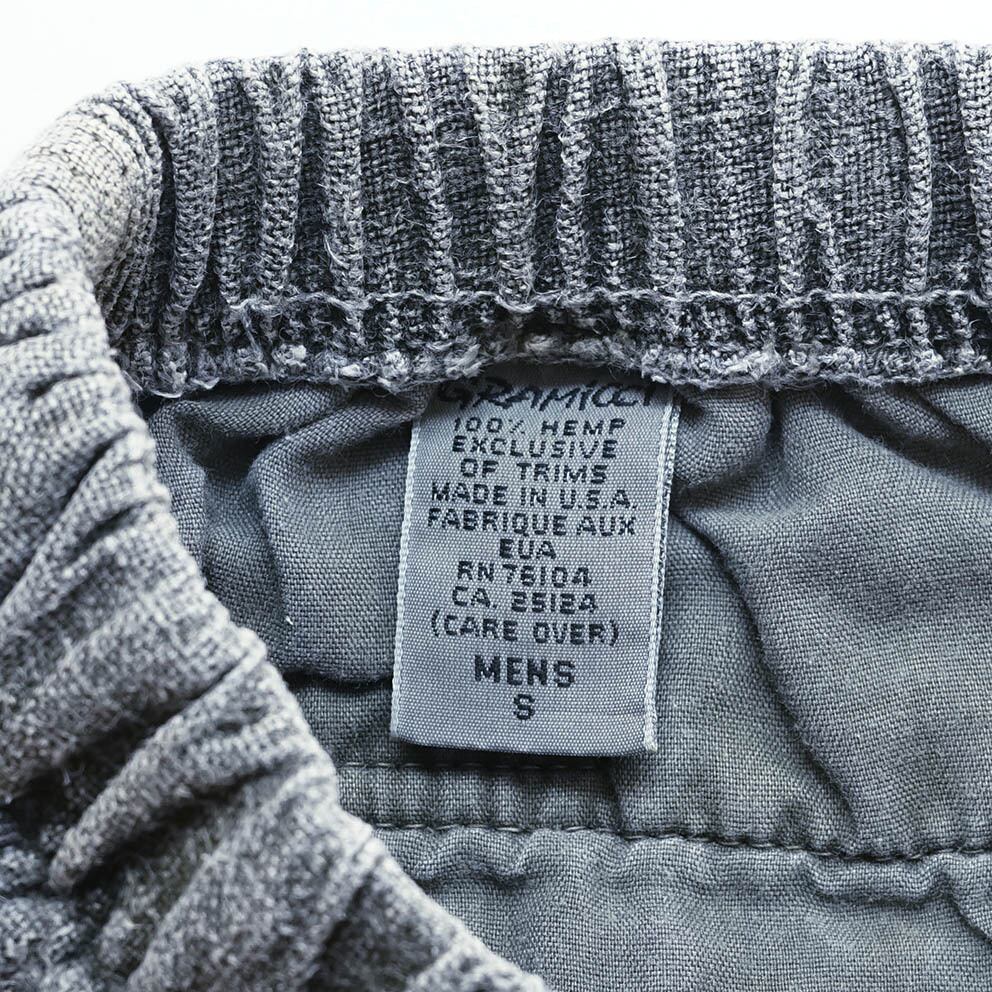 GRAMiCCi
100% HEMP
EXCLUSIVE
OF TRIMS
MADE IN U.S.A.
FABRIQUE AUX
EUA
RN 76104
CA. 25124
(CARE OVER)
MENS
S